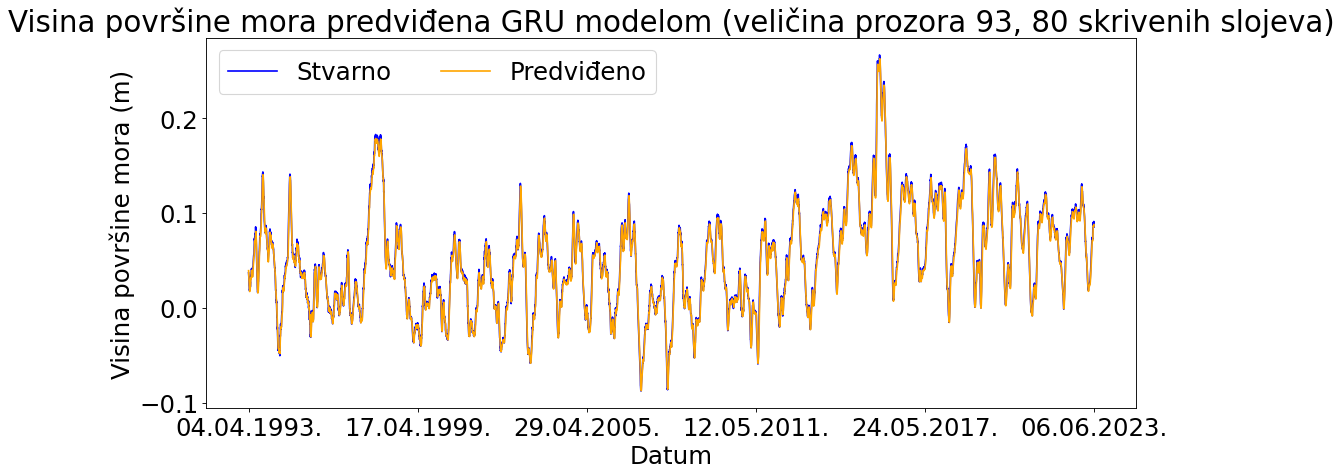 Visina površine mora predviđena GRU modelom (veličina prozora 93, 80 skrivenih slojeva)
Stvarno
Predviđeno
Visina površine mora (m)
0.2
0.1
0.0
−0.1
04.04.1993.
17.04.1999.
29.04.2005.
12.05.2011.
24.05.2017.
06.06.2023.
Datum